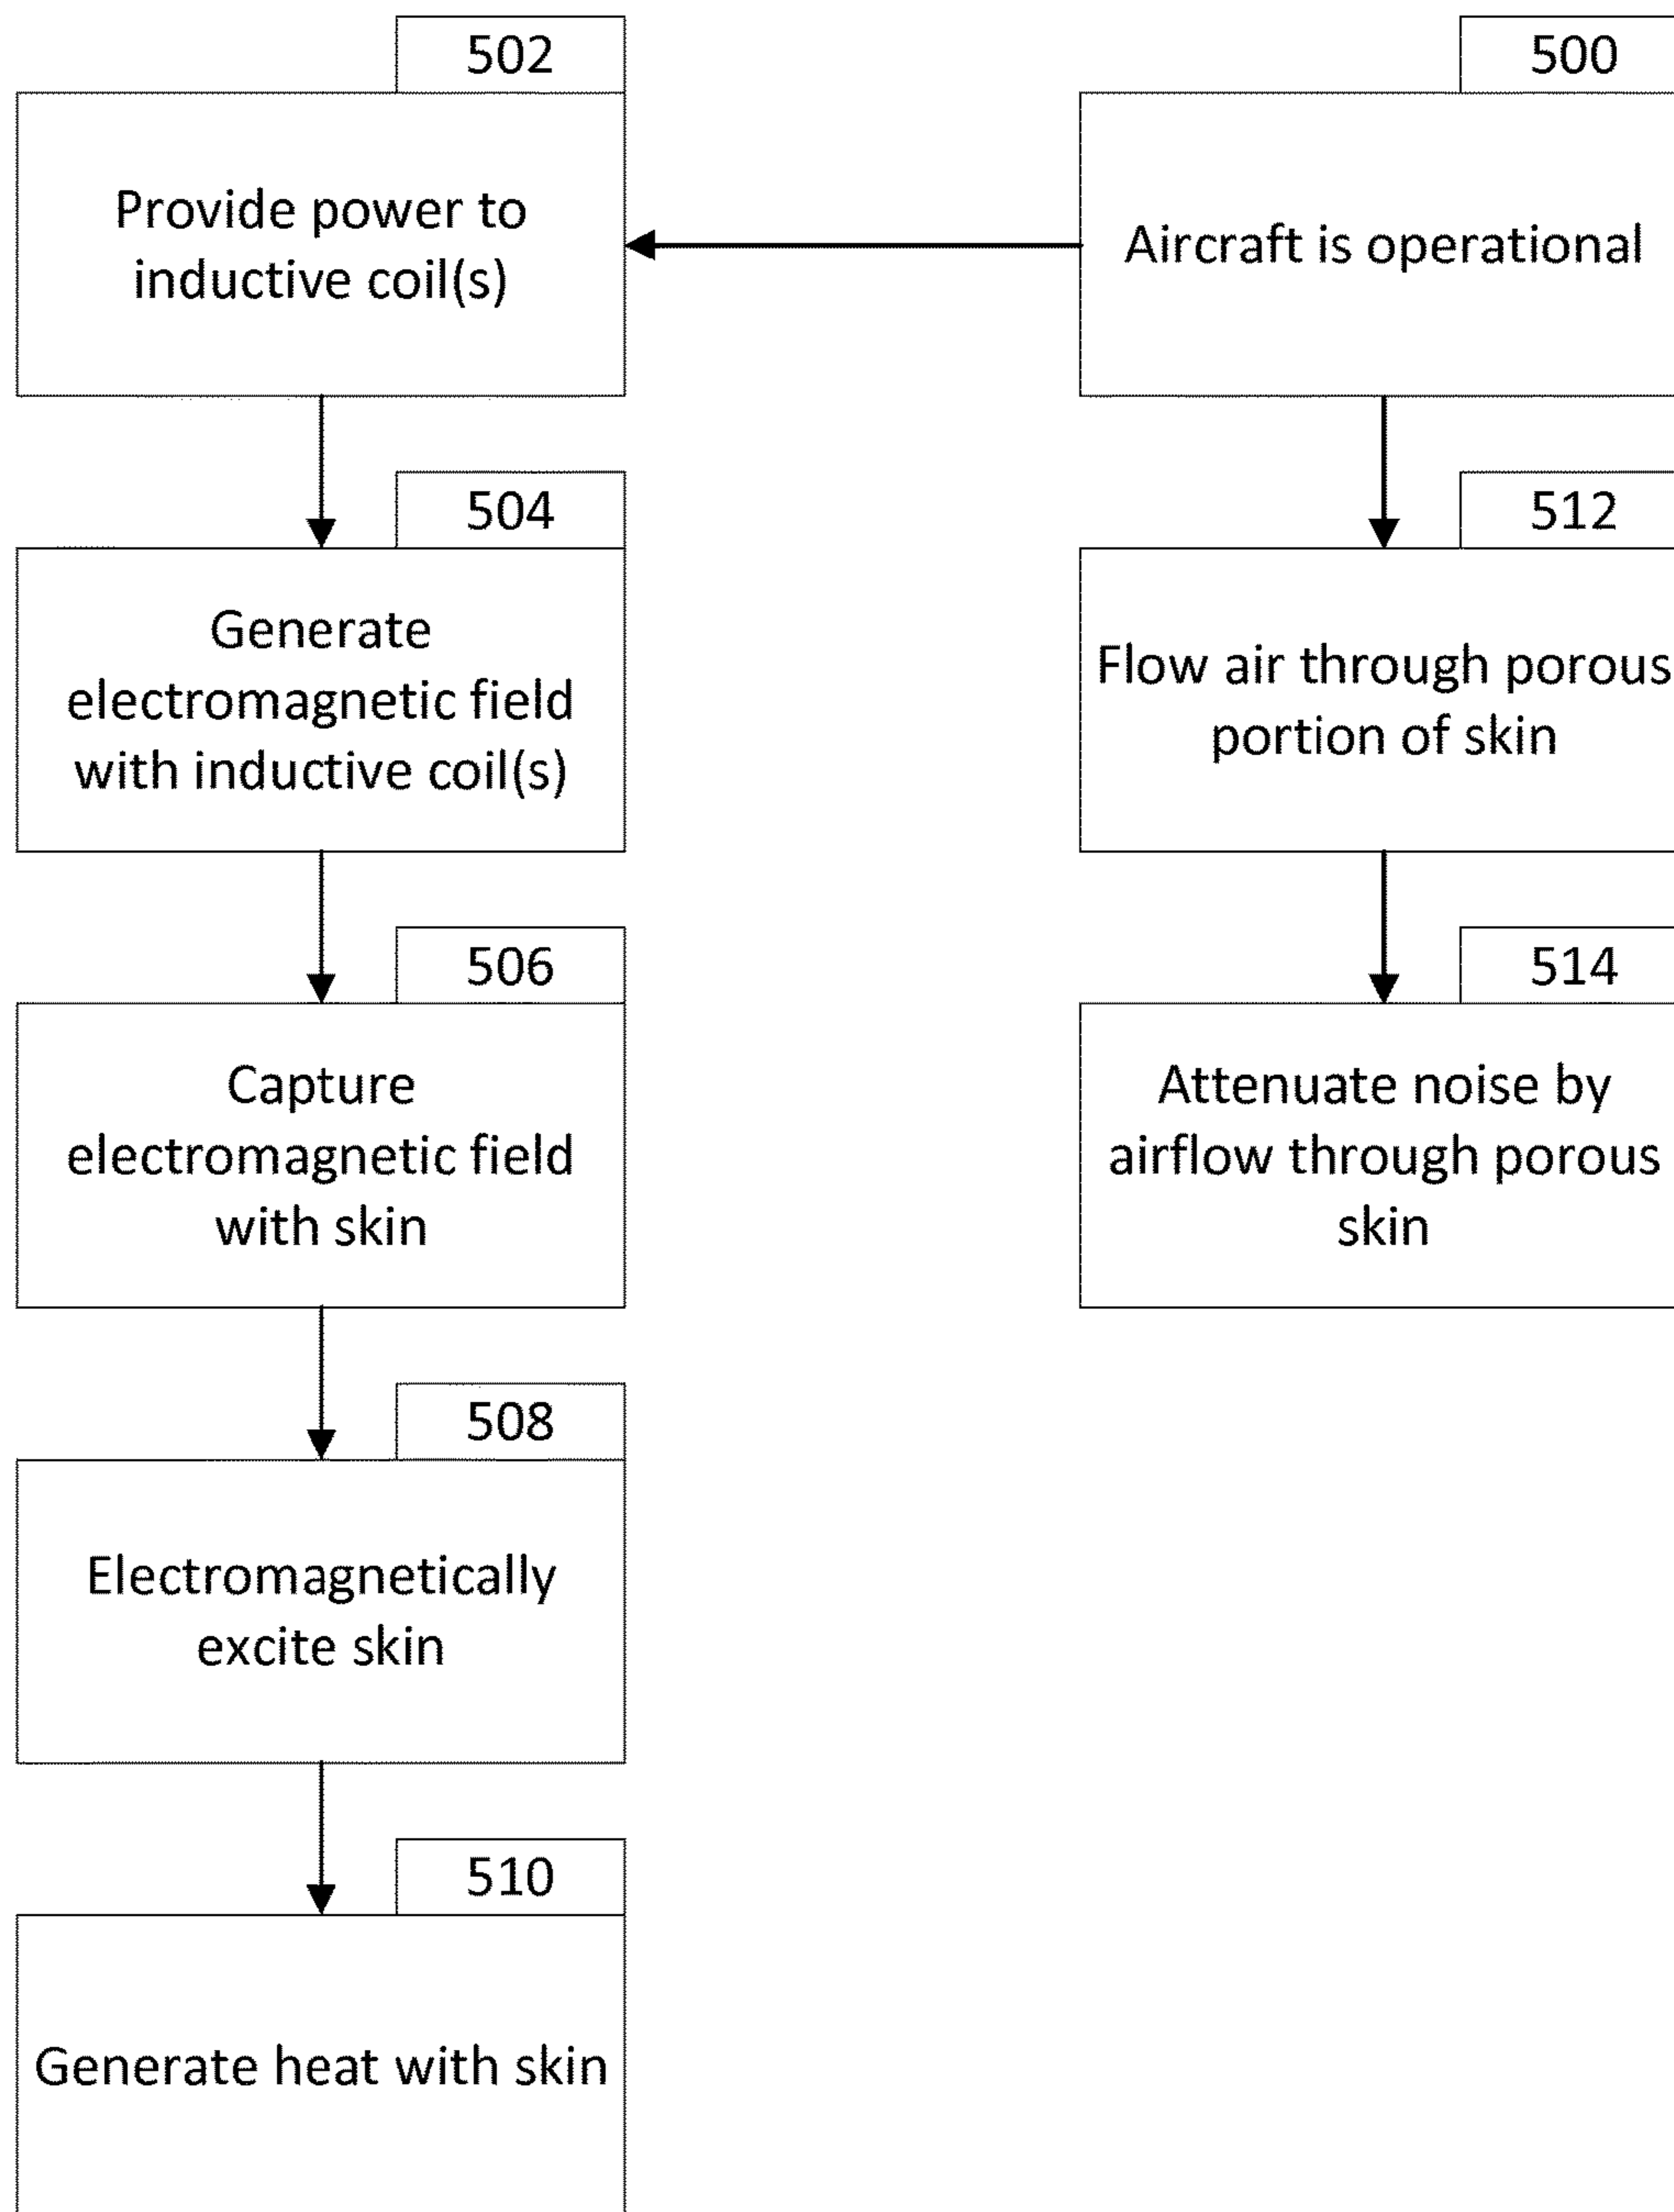 502
Provide power to
inductive coil(s)
500
Aircraft is operational
504
Generate
electromagnetic field
with inductive coil(s)
512
Flow air through porous
portion of skin
506
Capture
electromagnetic field
with skin
514
Attenuate noise by
airflow through porous
skin
508
Electromagnetically
excite skin
510
Generate heat with skin